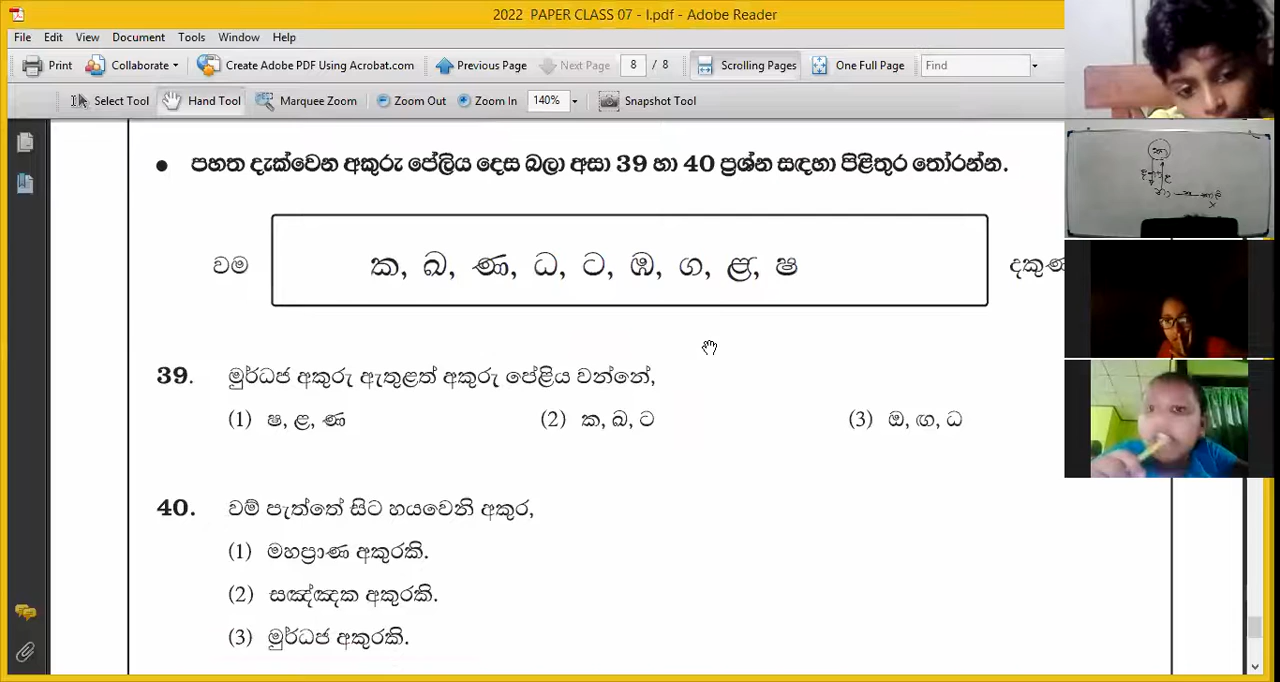 2022 PAPER CLASS 07 - I.pdf - Adobe Reader
File Edit View Document Tools Window Help
Print Collaborate Create Adobe PDF Using Acrobat.com Previous Page Next Page 8 / 8 Scrolling Pages One Full Page Find
Select Tool Hand Tool Marquee Zoom Zoom Out Zoom In 140% Snapshot Tool
• පහත දැක්වෙන අකුරු පේලිය දෙස බලා අසා 39 හා 40 ප්‍රශ්න සඳහා පිළිතුර තෝරන්න.
වම ක, ඛ, ණ, ධ, ට, ඹ, ග, ළ, ෂ දකුණ
39. මුර්ධජ අකුරු ඇතුළත් අකුරු පේළිය වන්නේ,
(1) ෂ, ළ, ණ (2) ක, ඛ, ට (3) ඔ, ඟ, ධ
40. වම් පැත්තේ සිට හයවෙනි අකුර,
(1) මහප්‍රාණ අකුරකි.
(2) සඤ්ඤක අකුරකි.
(3) මුර්ධජ අකුරකි.